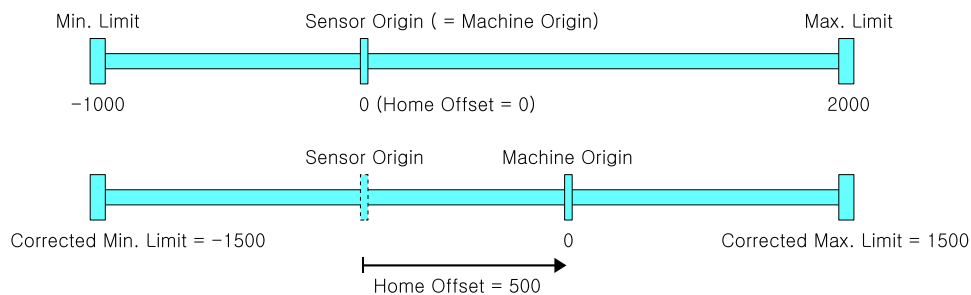 Min. Limit Sensor Origin ( = Machine Origin) Max. Limit
-1000 0 (Home Offset = 0) 2000
Sensor Origin Machine Origin
Corrected Min. Limit = -1500 0 Corrected Max. Limit = 1500
Home Offset = 500